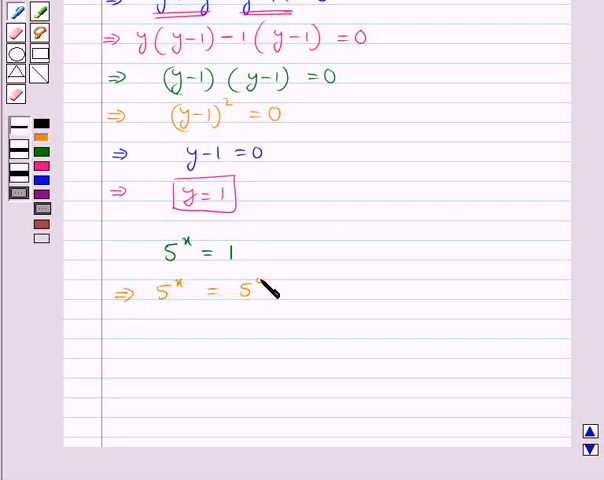 ⇒ y(y-1) -1(y-1) = 0
⇒ (y-1) (y-1) = 0
⇒ (y-1)² = 0
⇒ y-1 = 0
⇒ y = 1
5ˣ = 1
⇒ 5ˣ = 5